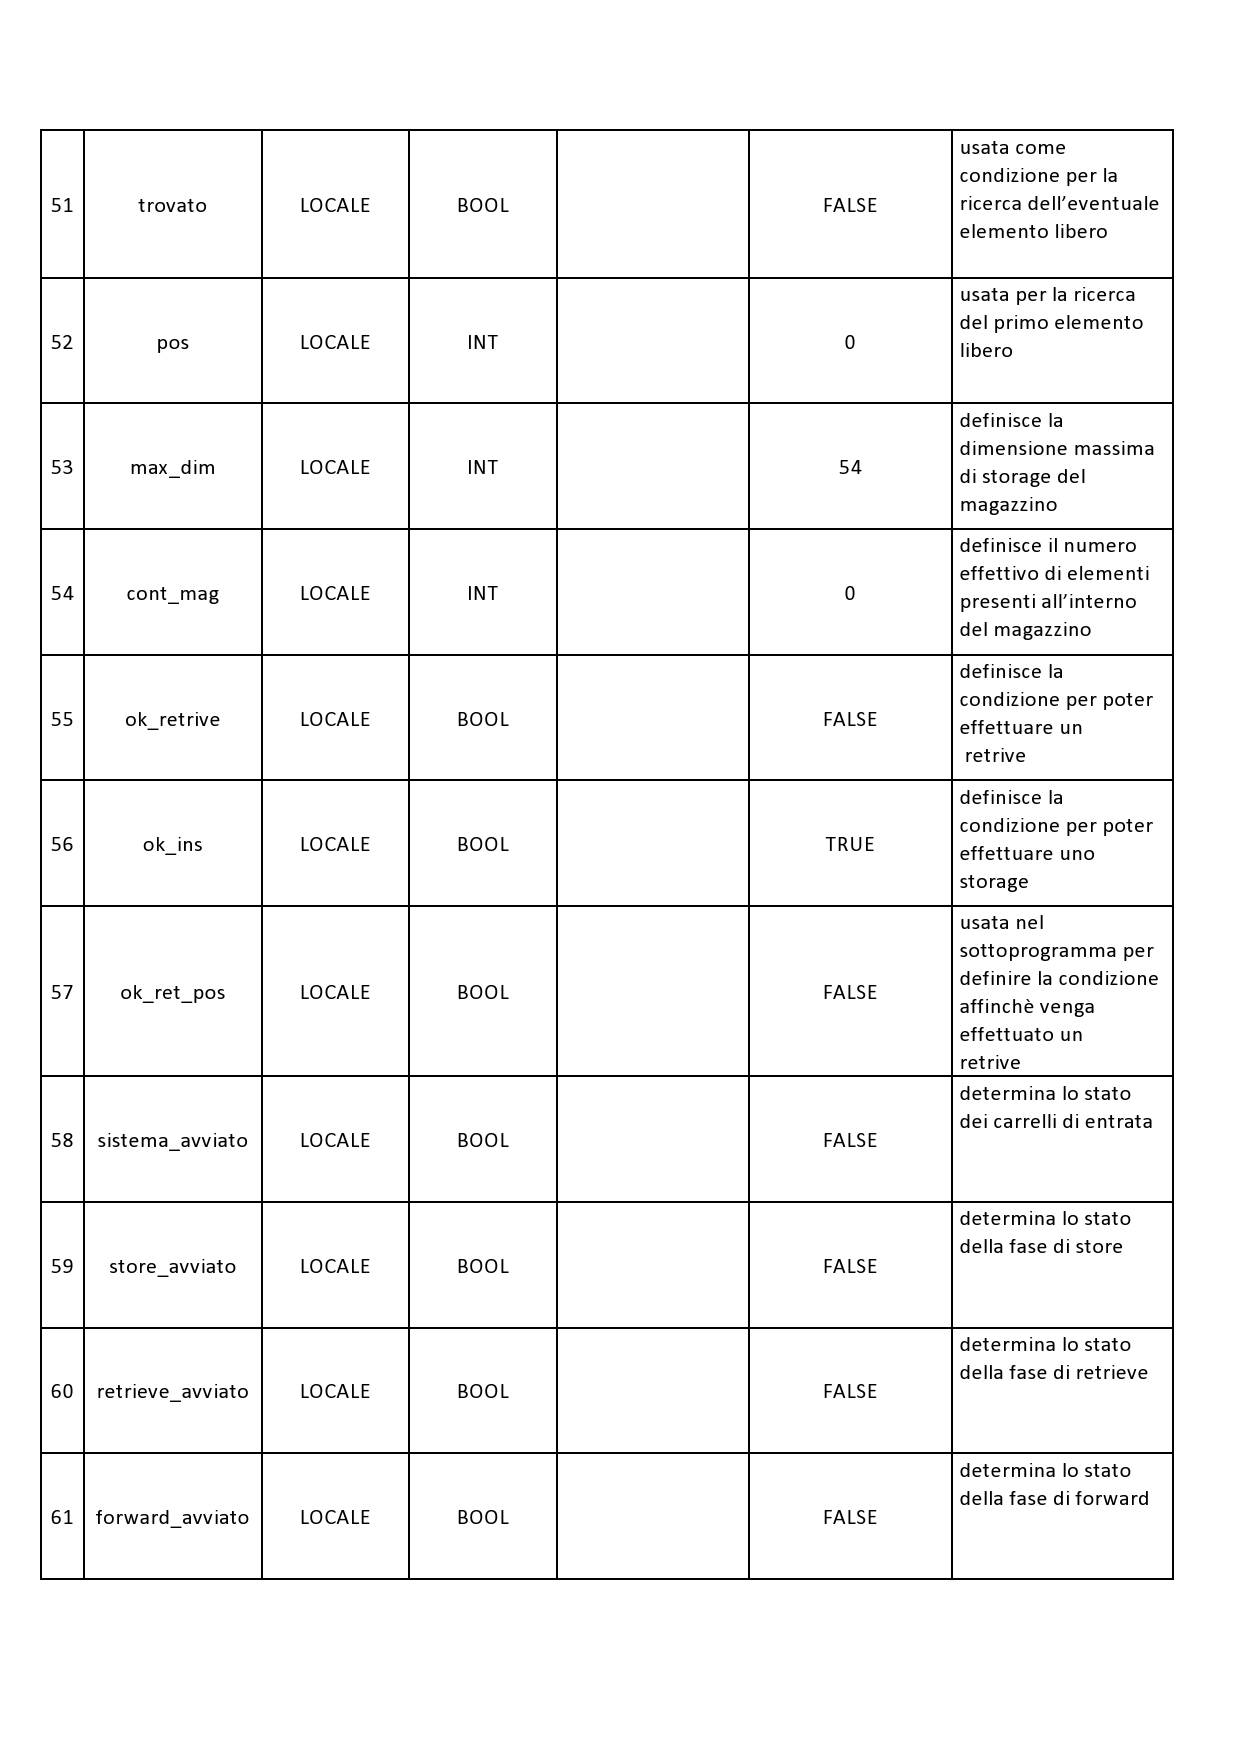 51 trovato LOCALE BOOL FALSE usata come
condizione per la
ricerca dell’eventuale
elemento libero
52 pos LOCALE INT 0 usata per la ricerca
del primo elemento
libero
53 max_dim LOCALE INT 54 definisce la
dimensione massima
di storage del
magazzino
54 cont_mag LOCALE INT 0 definisce il numero
effettivo di elementi
presenti all’interno
del magazzino
55 ok_retrive LOCALE BOOL FALSE definisce la
condizione per poter
effettuare un
retrive
56 ok_ins LOCALE BOOL TRUE definisce la
condizione per poter
effettuare uno
storage
57 ok_ret_pos LOCALE BOOL FALSE usata nel
sottoprogramma per
definire la condizione
affinchè venga
effettuato un
retrive
58 sistema_avviato LOCALE BOOL FALSE determina lo stato
dei carrelli di entrata
59 store_avviato LOCALE BOOL FALSE determina lo stato
della fase di store
60 retrieve_avviato LOCALE BOOL FALSE determina lo stato
della fase di retrieve
61 forward_avviato LOCALE BOOL FALSE determina lo stato
della fase di forward